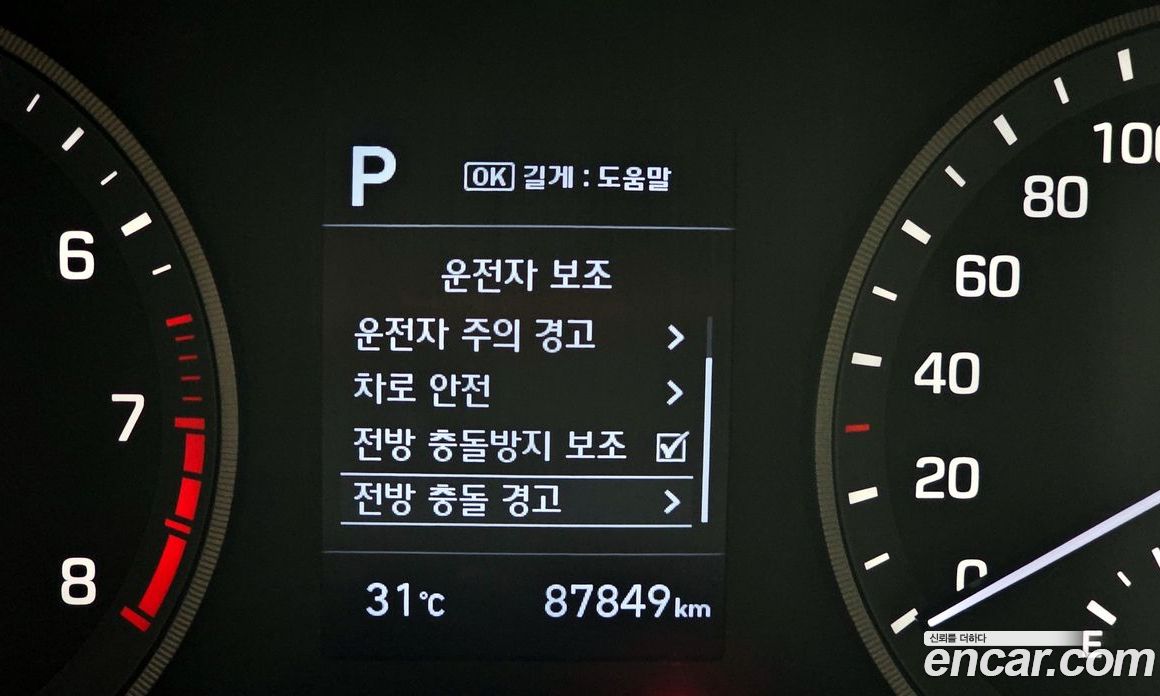 P
OK 길게 : 도움말
운전자 보조
운전자 주의 경고 >
차로 안전 >
전방 충돌방지 보조 ☑
전방 충돌 경고 >
31℃ 87849km
6
7
8
100
80
60
40
20
0
E
신뢰를 더하다
encar.com